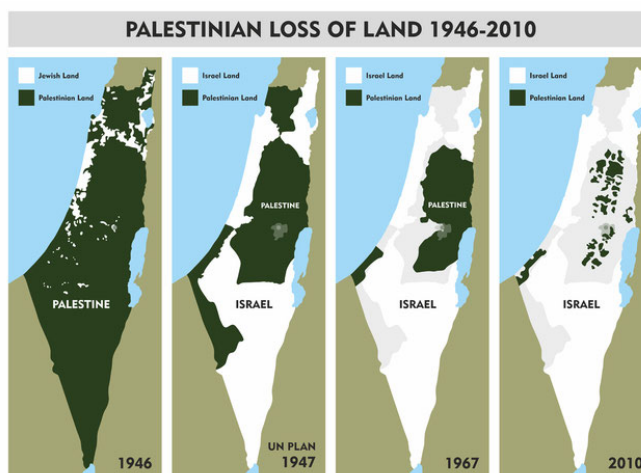 PALESTINIAN LOSS OF LAND 1946-2010
Jewish Land
Palestinian Land
PALESTINE
1946
Israel Land
Palestinian Land
PALESTINE
ISRAEL
UN PLAN
1947
Israel Land
Palestinian Land
PALESTINE
ISRAEL
1967
Israel Land
Palestinian Land
ISRAEL
2010